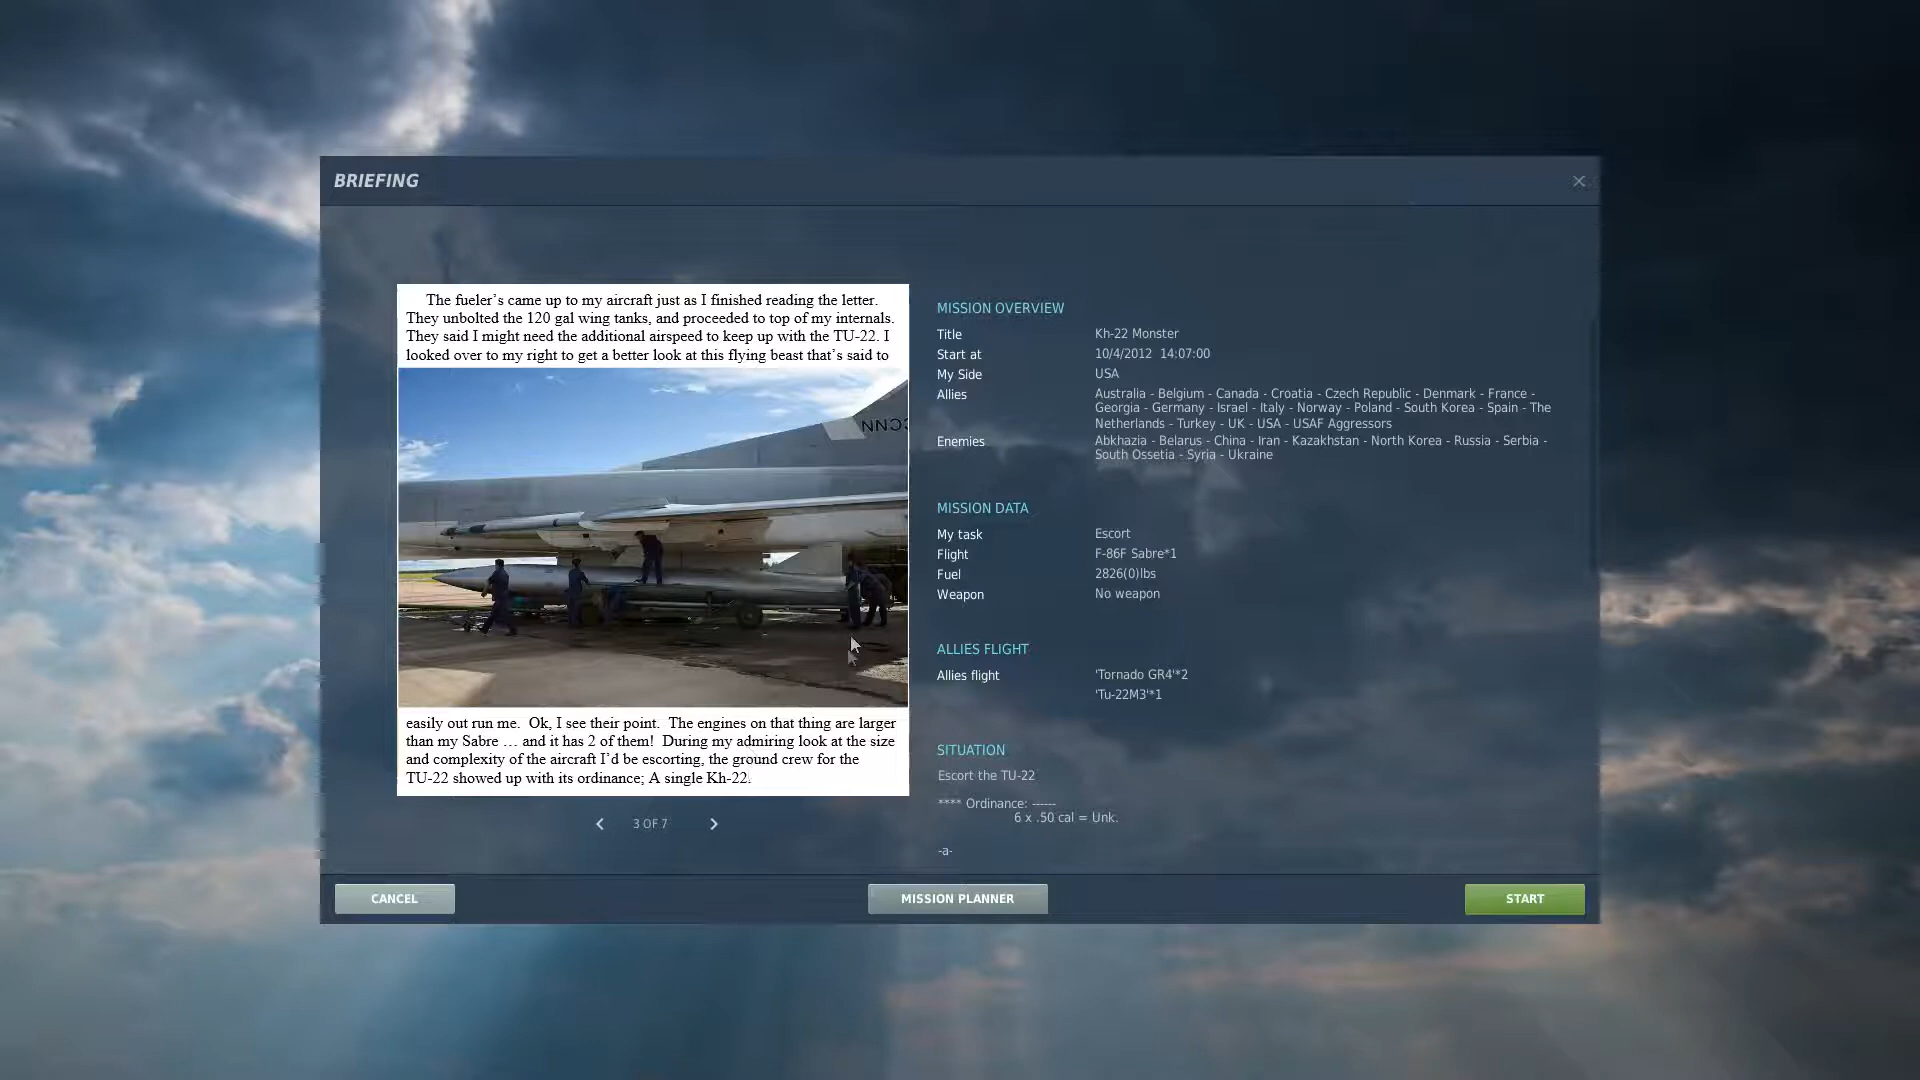 BRIEFING
The fueler’s came up to my aircraft just as I finished reading the letter.
They unbolted the 120 gal wing tanks, and proceeded to top of my internals.
They said I might need the additional airspeed to keep up with the TU-22. I
looked over to my right to get a better look at this flying beast that’s said to
easily out run me.  Ok, I see their point.  The engines on that thing are larger
than my Sabre … and it has 2 of them!  During my admiring look at the size
and complexity of the aircraft I’d be escorting, the ground crew for the
TU-22 showed up with its ordinance; A single Kh-22.
3 OF 7
MISSION OVERVIEW
Title Kh-22 Monster
Start at 10/4/2012 14:07:00
My Side USA
Allies Australia - Belgium - Canada - Croatia - Czech Republic - Denmark - France -
Georgia - Germany - Israel - Italy - Norway - Poland - South Korea - Spain - The
Netherlands - Turkey - UK - USA - USAF Aggressors
Enemies Abkhazia - Belarus - China - Iran - Kazakhstan - North Korea - Russia - Serbia -
South Ossetia - Syria - Ukraine
MISSION DATA
My task Escort
Flight F-86F Sabre*1
Fuel 2826(0)lbs
Weapon No weapon
ALLIES FLIGHT
Allies flight 'Tornado GR4'*2
'Tu-22M3'*1
SITUATION
Escort the TU-22
**** Ordinance: ------
6 x .50 cal = Unk.
-a-
CANCEL
MISSION PLANNER
START